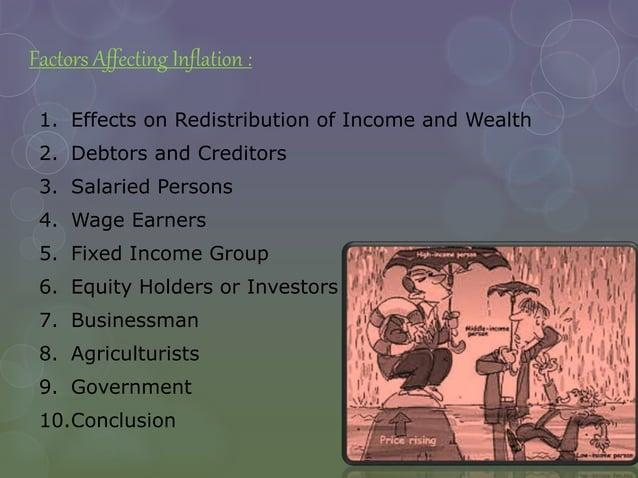 Factors Affecting Inflation :
1. Effects on Redistribution of Income and Wealth
2. Debtors and Creditors
3. Salaried Persons
4. Wage Earners
5. Fixed Income Group
6. Equity Holders or Investors
7. Businessman
8. Agriculturists
9. Government
10.Conclusion
High-income person
Middle-income
person
Price rising
Low-income person